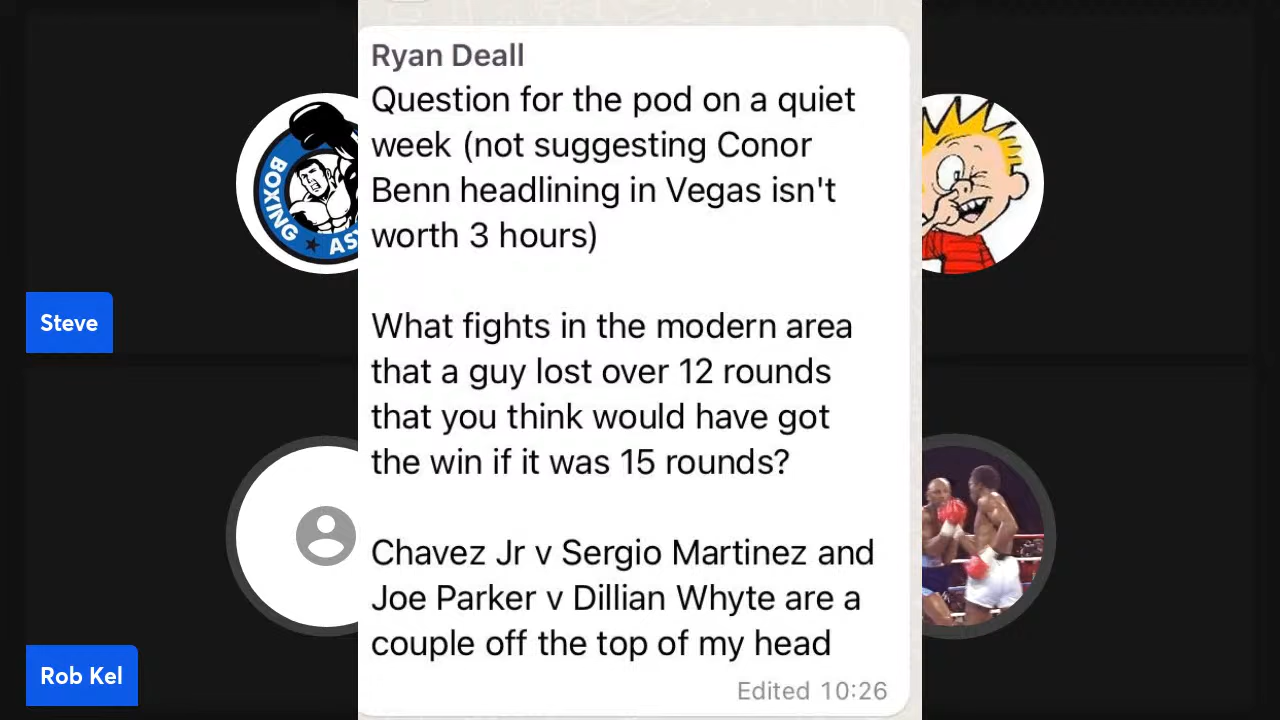 Ryan Deall
Question for the pod on a quiet
week (not suggesting Conor
Benn headlining in Vegas isn't
worth 3 hours)
What fights in the modern area
that a guy lost over 12 rounds
that you think would have got
the win if it was 15 rounds?
Chavez Jr v Sergio Martinez and
Joe Parker v Dillian Whyte are a
couple off the top of my head
Edited 10:26
BOXING
AS
Steve
Rob Kel